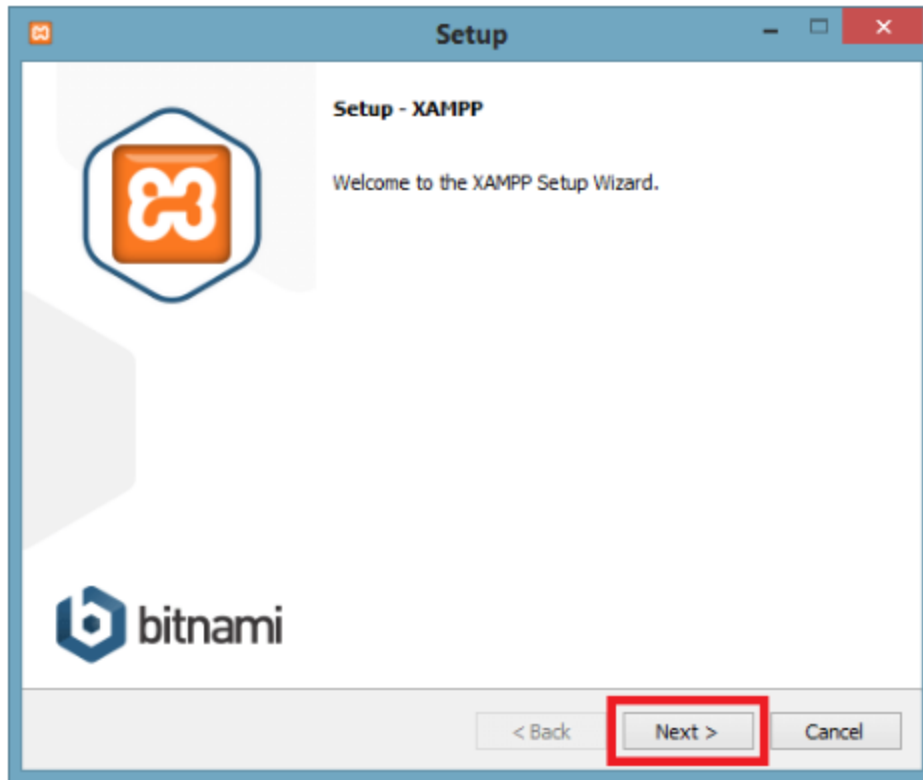 Setup
Setup - XAMPP
Welcome to the XAMPP Setup Wizard.
bitnami
< Back Next > Cancel